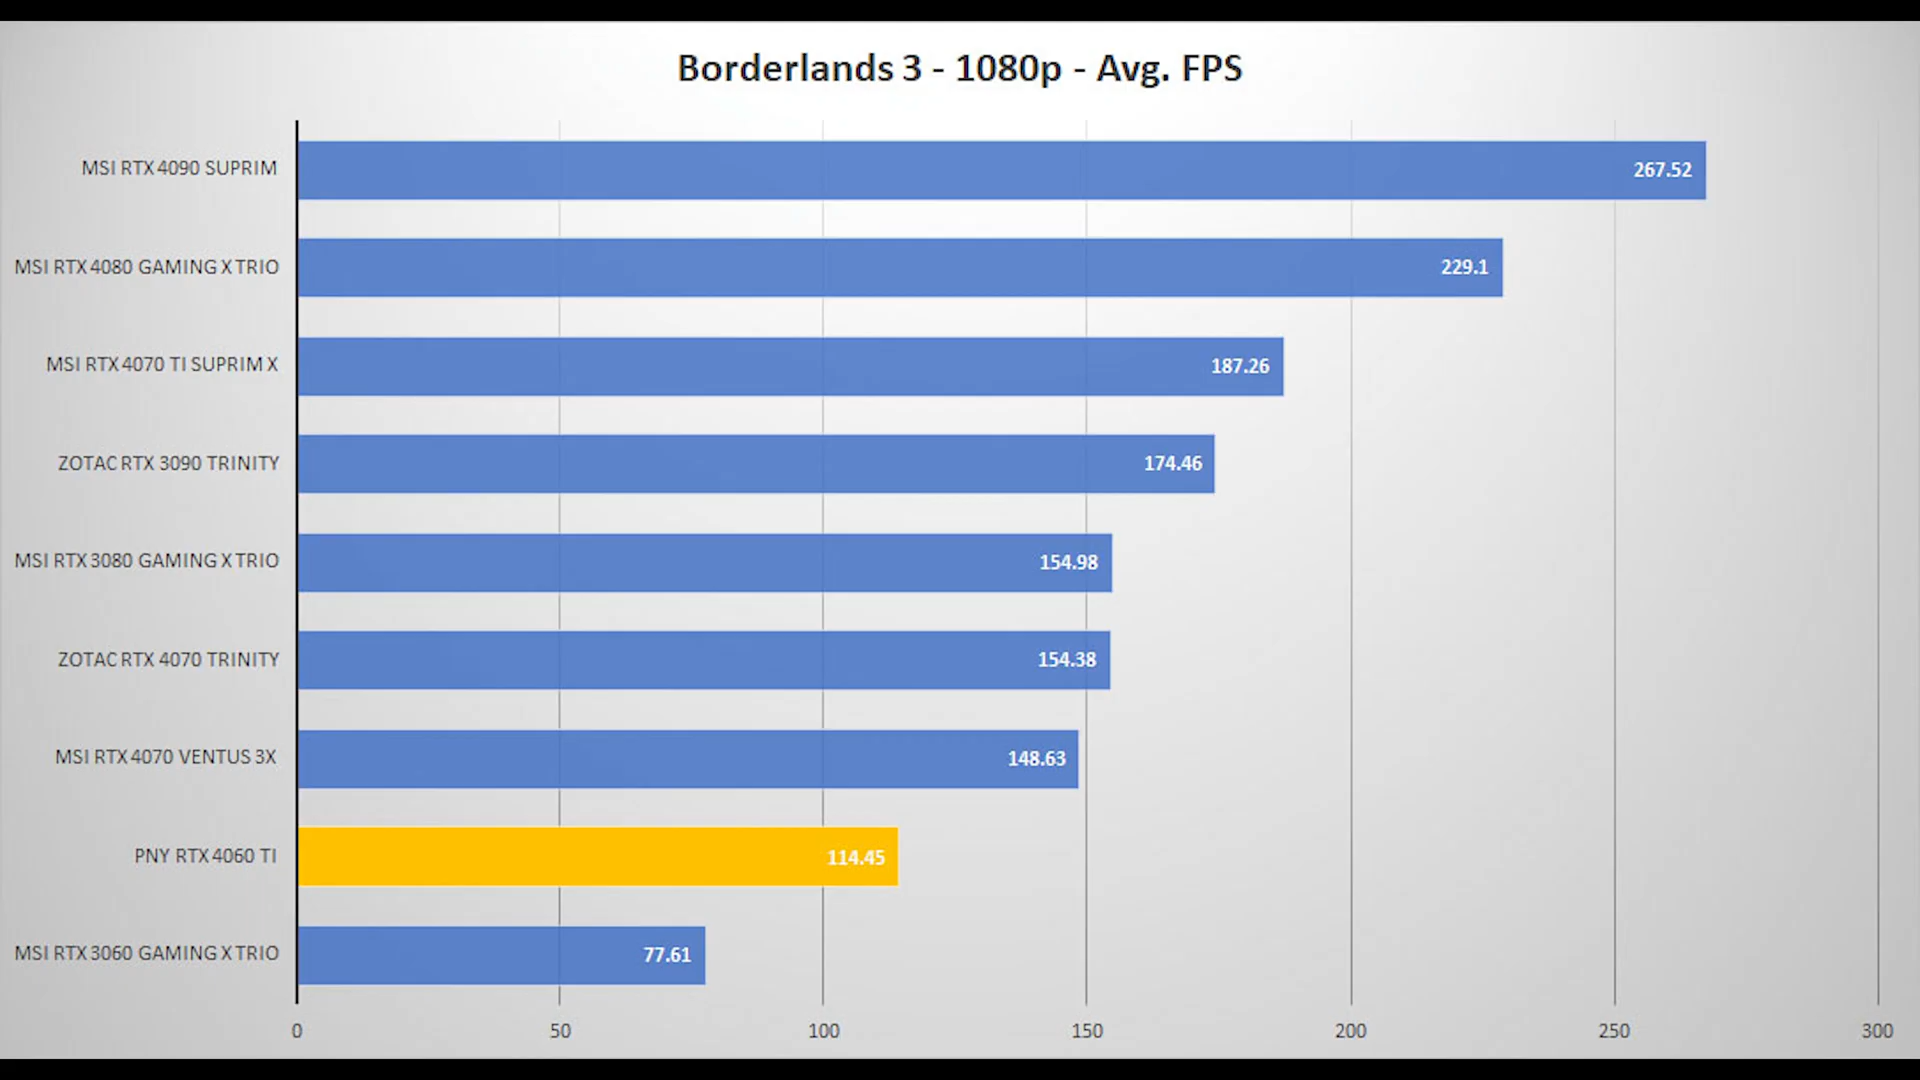 Borderlands 3 - 1080p - Avg. FPS
MSI RTX 4090 SUPRIM 267.52
MSI RTX 4080 GAMING X TRIO 229.1
MSI RTX 4070 TI SUPRIM X 187.26
ZOTAC RTX 3090 TRINITY 174.46
MSI RTX 3080 GAMING X TRIO 154.98
ZOTAC RTX 4070 TRINITY 154.38
MSI RTX 4070 VENTUS 3X 148.63
PNY RTX 4060 TI 114.45
MSI RTX 3060 GAMING X TRIO 77.61
0 50 100 150 200 250 300